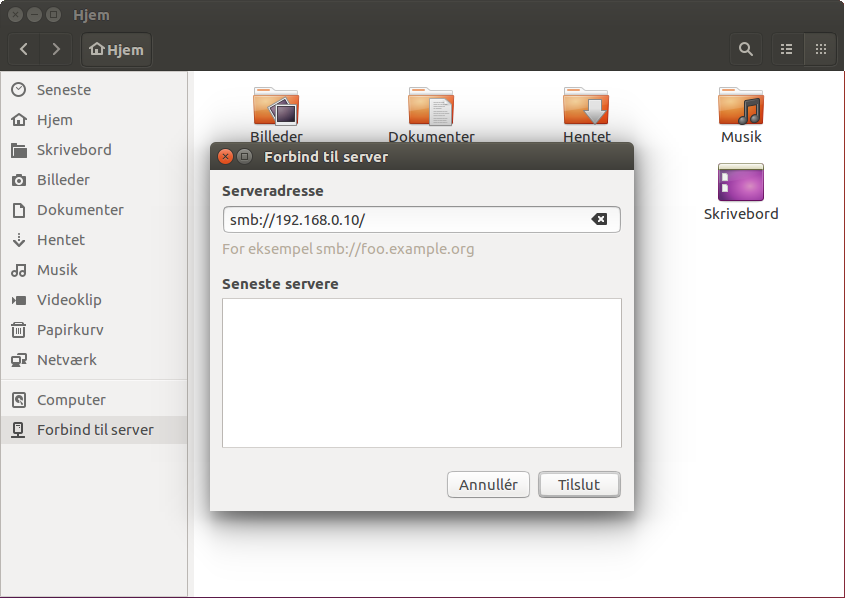 Hjem
Hjem
Seneste
Hjem
Skrivebord
Billeder
Dokumenter
Hentet
Musik
Videoklip
Papirkurv
Netværk
Computer
Forbind til server
Billeder
Dokumenter
Hentet
Musik
Skrivebord
Forbind til server
Serveradresse
smb://192.168.0.10/
For eksempel smb://foo.example.org
Seneste servere
Annullér
Tilslut